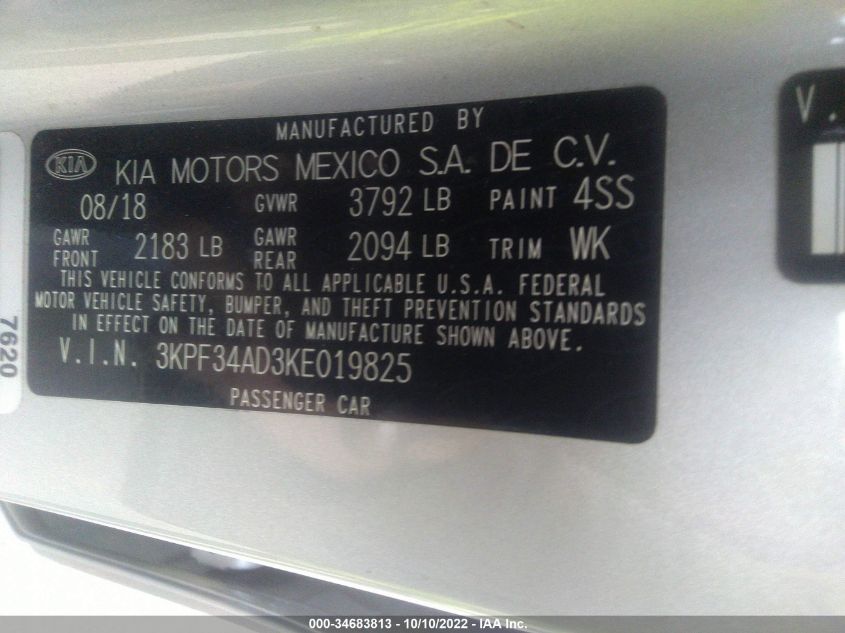 MANUFACTURED BY
KIA KIA MOTORS MEXICO S.A. DE C.V.
08/18 GVWR 3792 LB PAINT 4SS
GAWR FRONT 2183 LB GAWR REAR 2094 LB TRIM WK
THIS VEHICLE CONFORMS TO ALL APPLICABLE U.S.A. FEDERAL
MOTOR VEHICLE SAFETY, BUMPER, AND THEFT PREVENTION STANDARDS
IN EFFECT ON THE DATE OF MANUFACTURE SHOWN ABOVE.
V.I.N. 3KPF34AD3KE019825
PASSENGER CAR
7620
V.
000-34683813 - 10/10/2022 - IAA Inc.